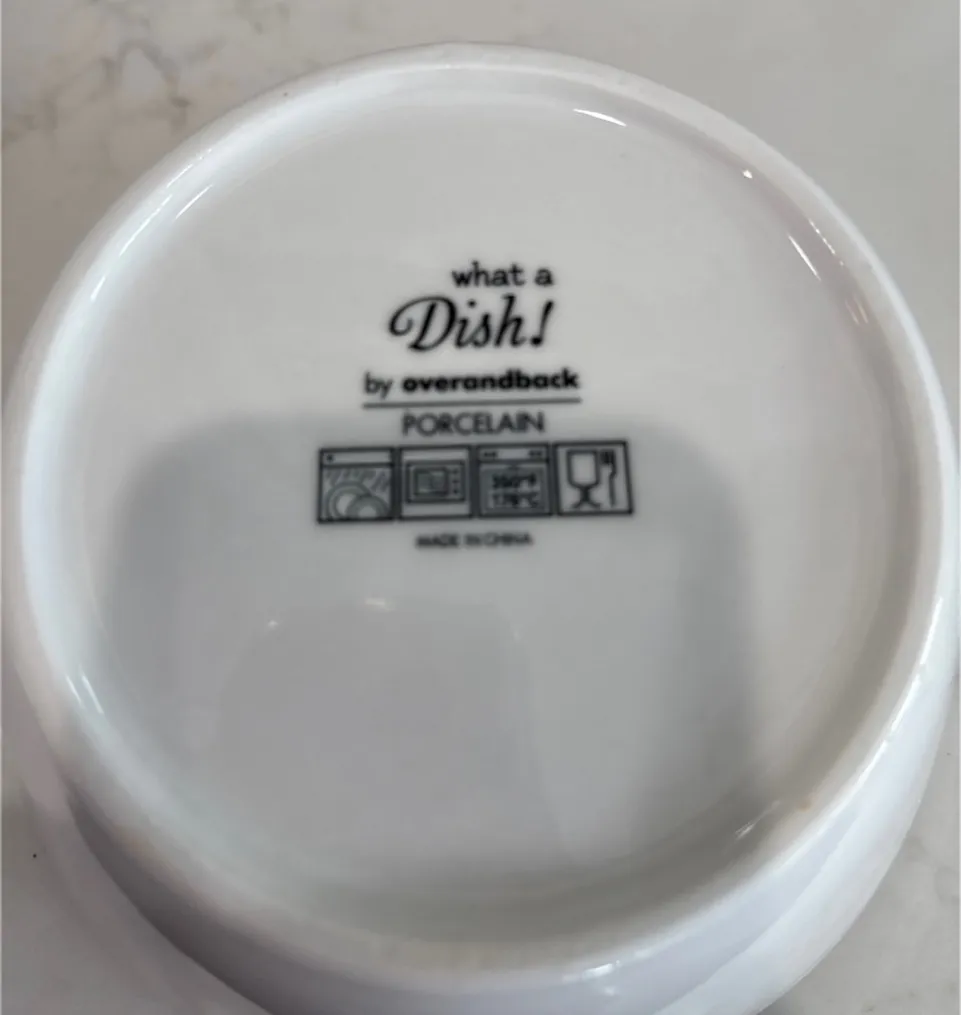 what a
Dish!
by overandback
PORCELAIN
350°F
176°C
MADE IN CHINA